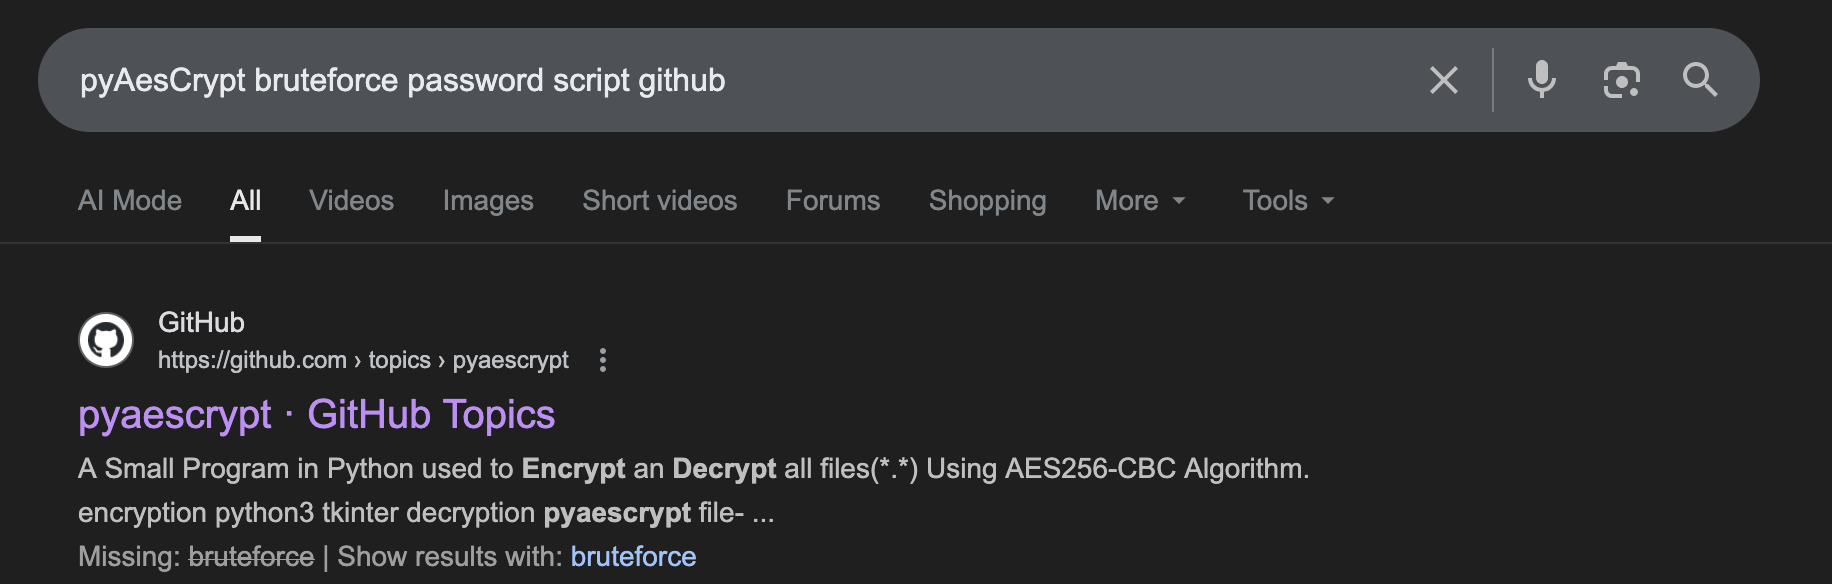 pyAesCrypt bruteforce password script github
AI Mode All Videos Images Short videos Forums Shopping More Tools
GitHub
https://github.com › topics › pyaescrypt
pyaescrypt · GitHub Topics
A Small Program in Python used to Encrypt an Decrypt all files(*.*) Using AES256-CBC Algorithm.
encryption python3 tkinter decryption pyaescrypt file- ...
Missing: bruteforce | Show results with: bruteforce